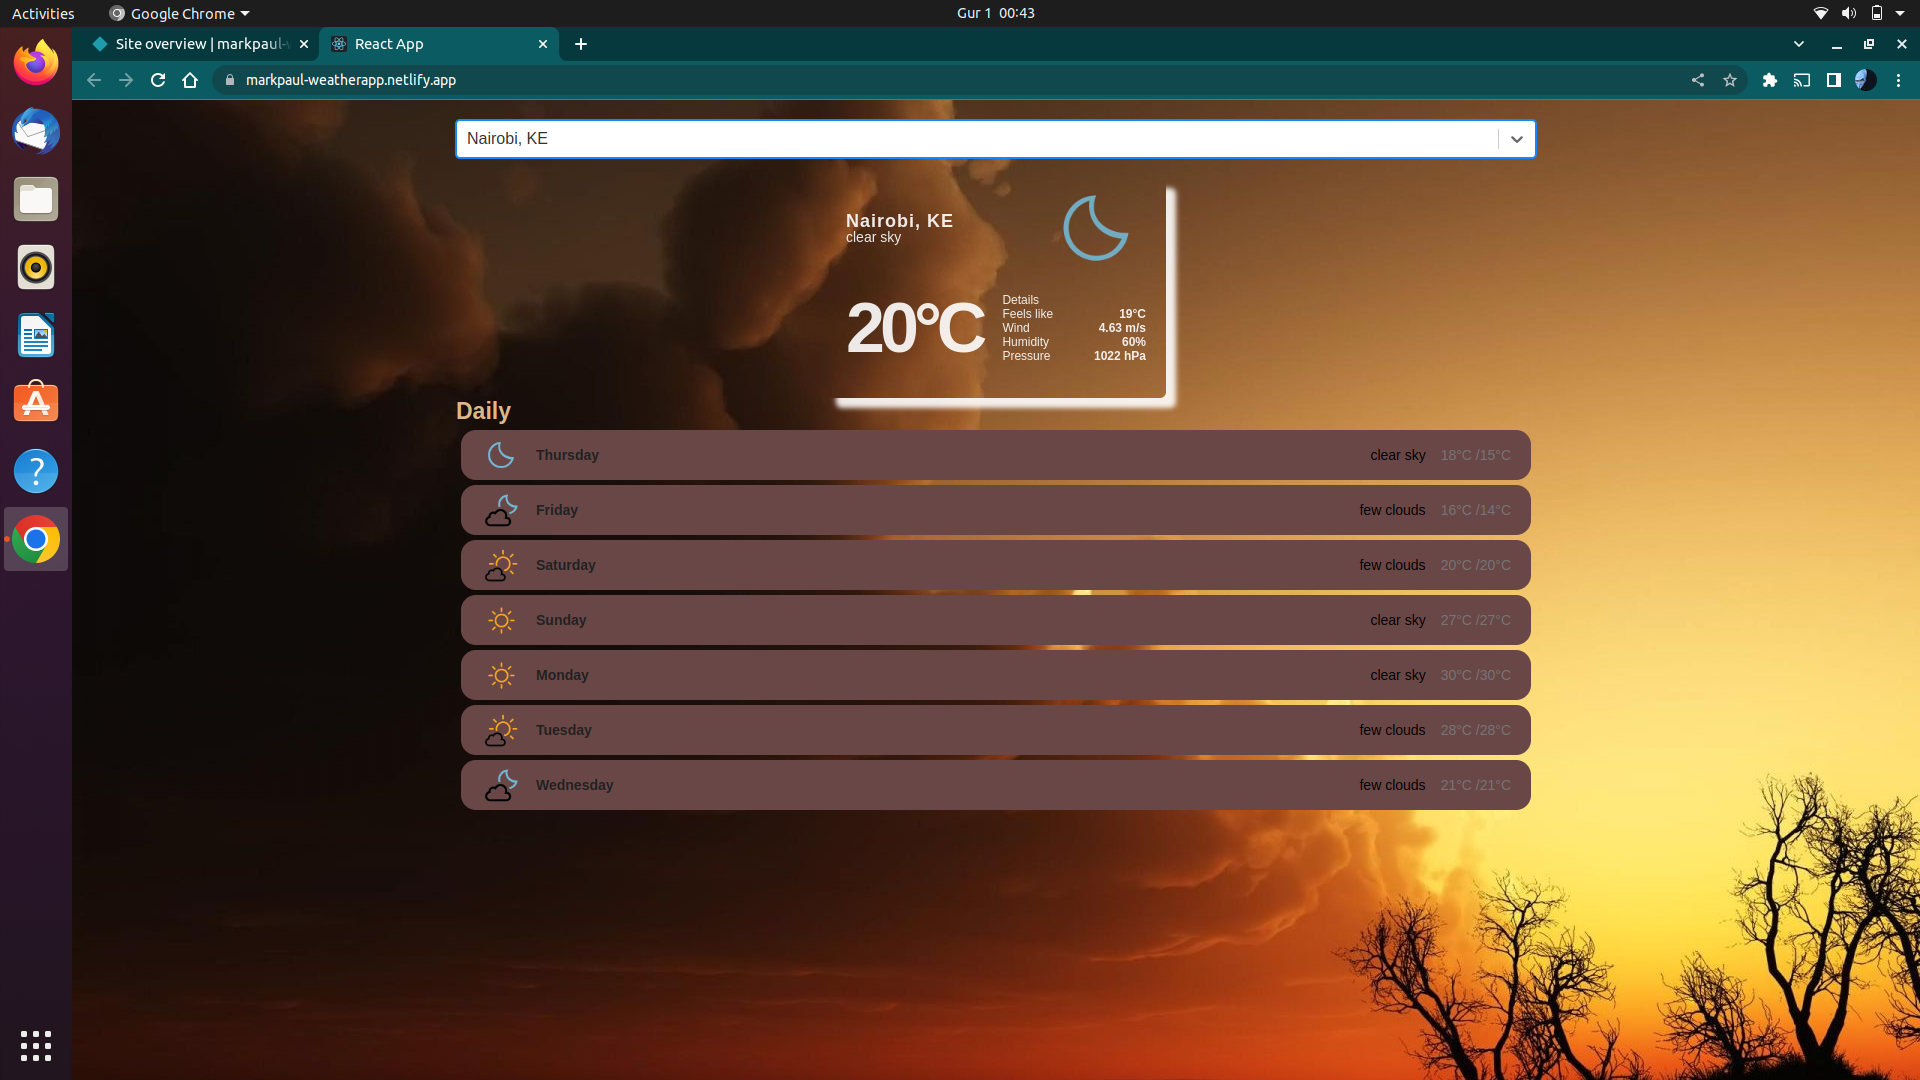 Activities
Google Chrome
Gur 1 00:43
Site overview | markpaul-
React App
markpaul-weatherapp.netlify.app
Nairobi, KE
Nairobi, KE
clear sky
20°C
Details
Feels like 19°C
Wind 4.63 m/s
Humidity 60%
Pressure 1022 hPa
Daily
Thursday clear sky 18°C /15°C
Friday few clouds 16°C /14°C
Saturday few clouds 20°C /20°C
Sunday clear sky 27°C /27°C
Monday clear sky 30°C /30°C
Tuesday few clouds 28°C /28°C
Wednesday few clouds 21°C /21°C